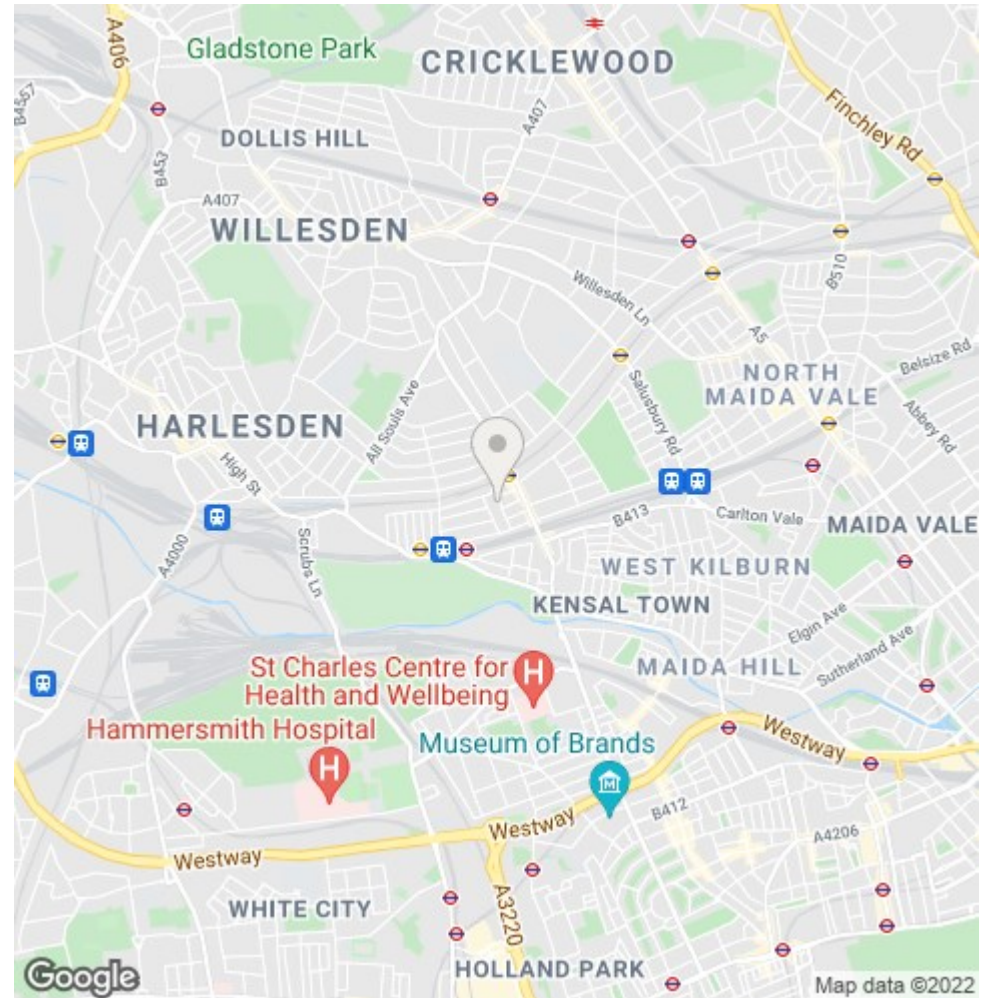 A406
Gladstone Park
CRICKLEWOOD
B4557
A407
Finchley Rd
DOLLIS HILL
B453
A407
WILLESDEN
B510
Willesden Ln
A5
Belsize Rd
NORTH
MAIDA VALE
Salusbury Rd
Abbey Rd
All Souls Ave
HARLESDEN
High St
B413
Carlton Vale
MAIDA VALE
A4000
Scrubs Ln
WEST KILBURN
KENSAL TOWN
Elgin Ave
MAIDA HILL
Sutherland Ave
St Charles Centre for
Health and Wellbeing
H
Hammersmith Hospital
H
Museum of Brands
Westway
B412
Westway
A4206
Westway
A3220
WHITE CITY
HOLLAND PARK
Google
Map data ©2022